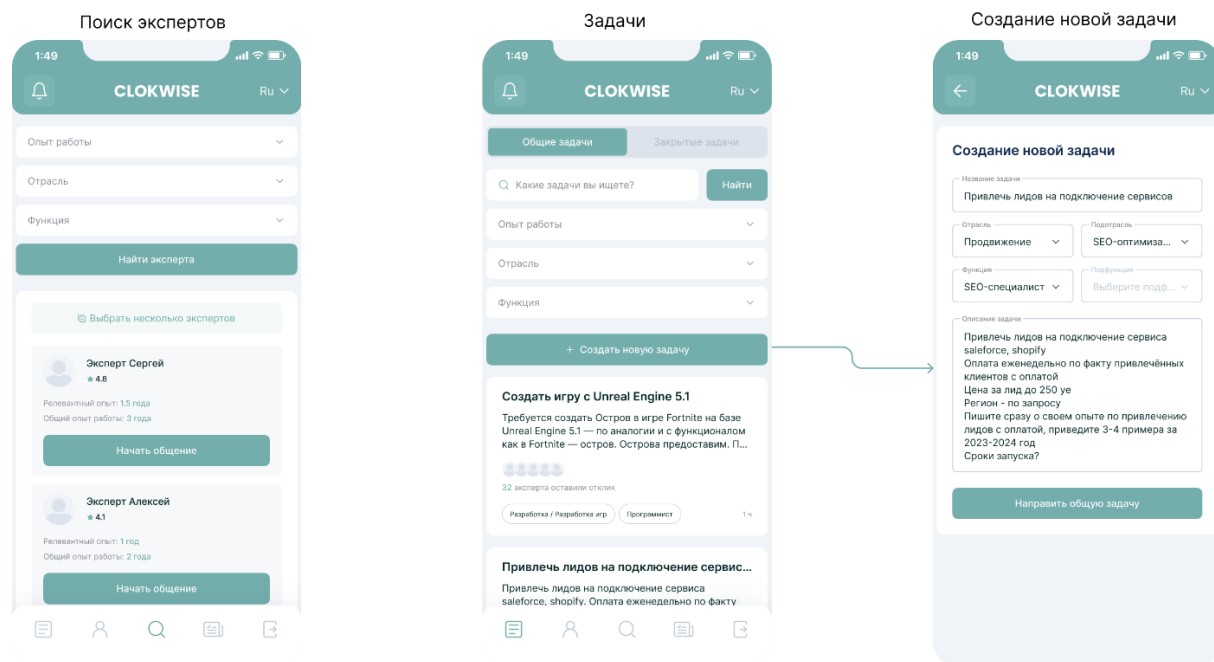 Поиск экспертов
1:49
CLOKWISE
Ru
Опыт работы
Отрасль
Функция
Найти эксперта
Выбрать несколько экспертов
Эксперт Сергей
4.8
Релевантный опыт: 1.5 года
Общий опыт работы: 3 года
Начать общение
Эксперт Алексей
4.1
Релевантный опыт: 1 год
Общий опыт работы: 2 года
Начать общение
Задачи
1:49
CLOKWISE
Ru
Общие задачи
Закрытые задачи
Какие задачи вы ищете?
Найти
Опыт работы
Отрасль
Функция
+ Создать новую задачу
Создать игру с Unreal Engine 5.1
Требуется создать Остров в игре Fortnite на базе
Unreal Engine 5.1 — по аналогии и с функционалом
как в Fortnite — остров. Острова предоставим. П...
32 эксперта оставили отклик
Разработка / Разработка игр
Программист
1 ч
Привлечь лидов на подключение сервис...
Привлечь лидов на подключение сервиса
saleforce, shopify. Оплата еженедельно по факту
Создание новой задачи
1:49
CLOKWISE
Ru
Создание новой задачи
Название задачи
Привлечь лидов на подключение сервисов
Отрасль
Продвижение
Подотрасль
SEO-оптимиза...
Функция
SEO-специалист
Подфункция
Выберите подф...
Описание задачи
Привлечь лидов на подключение сервиса
saleforce, shopify
Оплата еженедельно по факту привлечённых
клиентов с оплатой
Цена за лид до 250 уе
Регион - по запросу
Пишите сразу о своем опыте по привлечению
лидов с оплатой, приведите 3-4 примера за
2023-2024 год
Сроки запуска?
Направить общую задачу